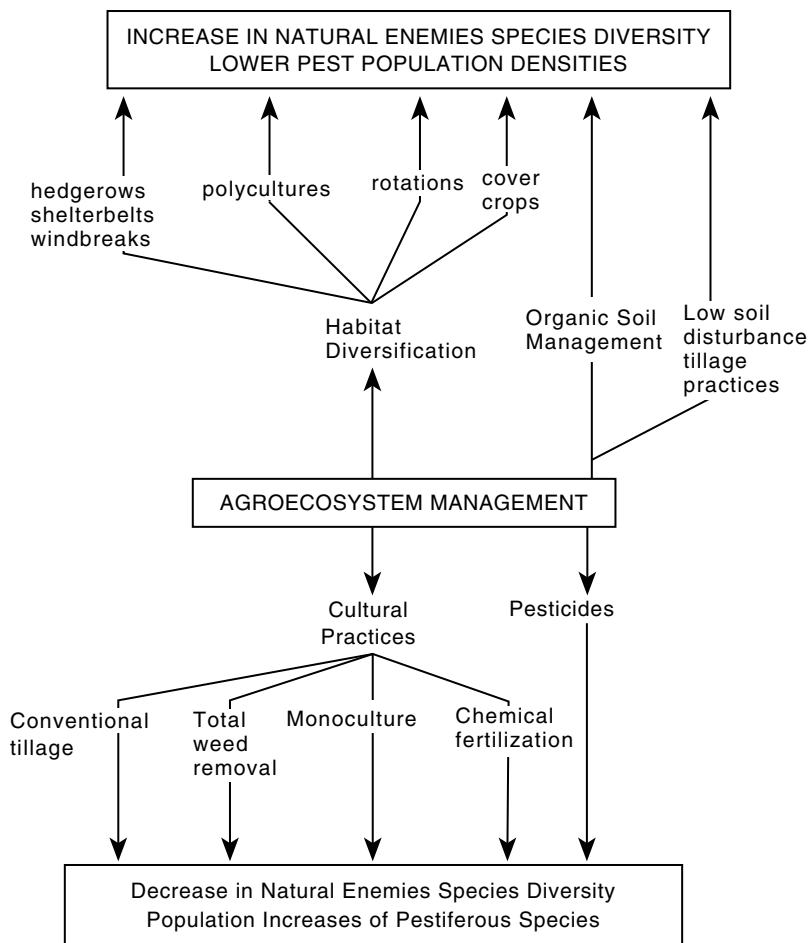 INCREASE IN NATURAL ENEMIES SPECIES DIVERSITY
LOWER PEST POPULATION DENSITIES
hedgerows
shelterbelts
windbreaks
polycultures
rotations
cover
crops
Habitat
Diversification
Organic Soil
Management
Low soil
disturbance
tillage
practices
AGROECOSYSTEM MANAGEMENT
Cultural
Practices
Pesticides
Conventional
tillage
Total
weed
removal
Monoculture
Chemical
fertilization
Decrease in Natural Enemies Species Diversity
Population Increases of Pestiferous Species